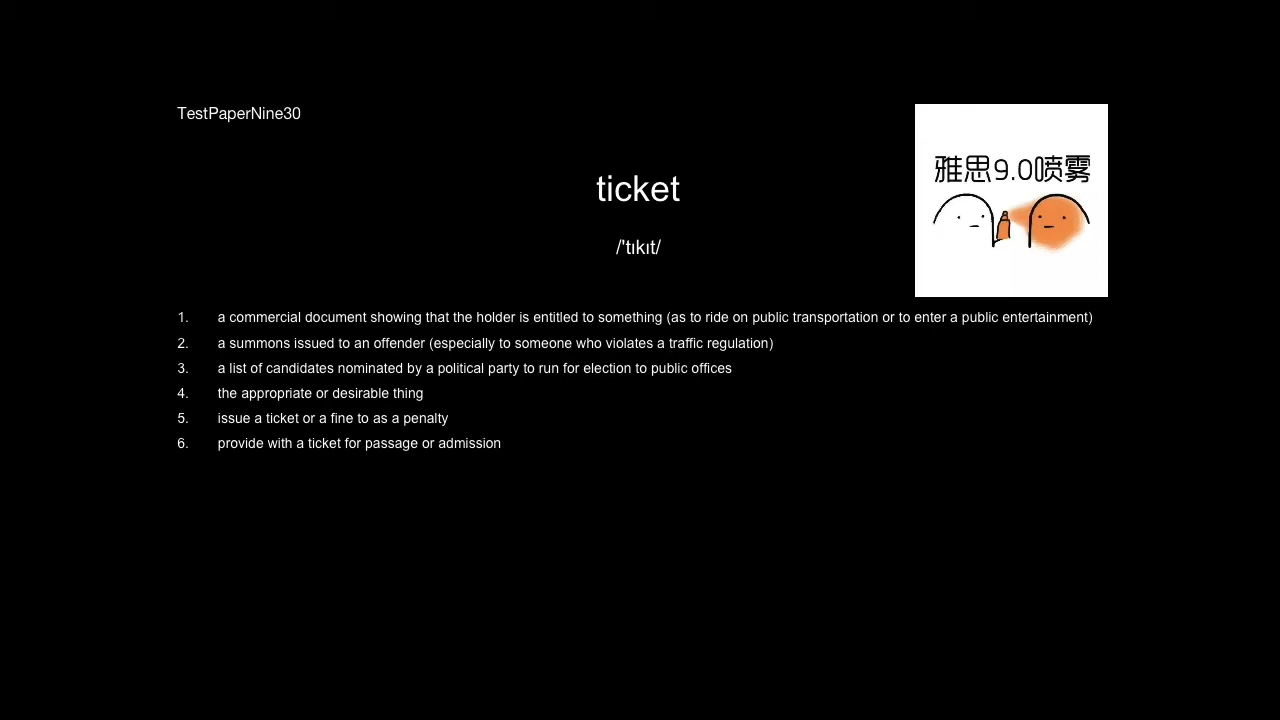 TestPaperNine30
雅思9.0喷雾
ticket
/'tıkıt/
1. a commercial document showing that the holder is entitled to something (as to ride on public transportation or to enter a public entertainment)
2. a summons issued to an offender (especially to someone who violates a traffic regulation)
3. a list of candidates nominated by a political party to run for election to public offices
4. the appropriate or desirable thing
5. issue a ticket or a fine to as a penalty
6. provide with a ticket for passage or admission